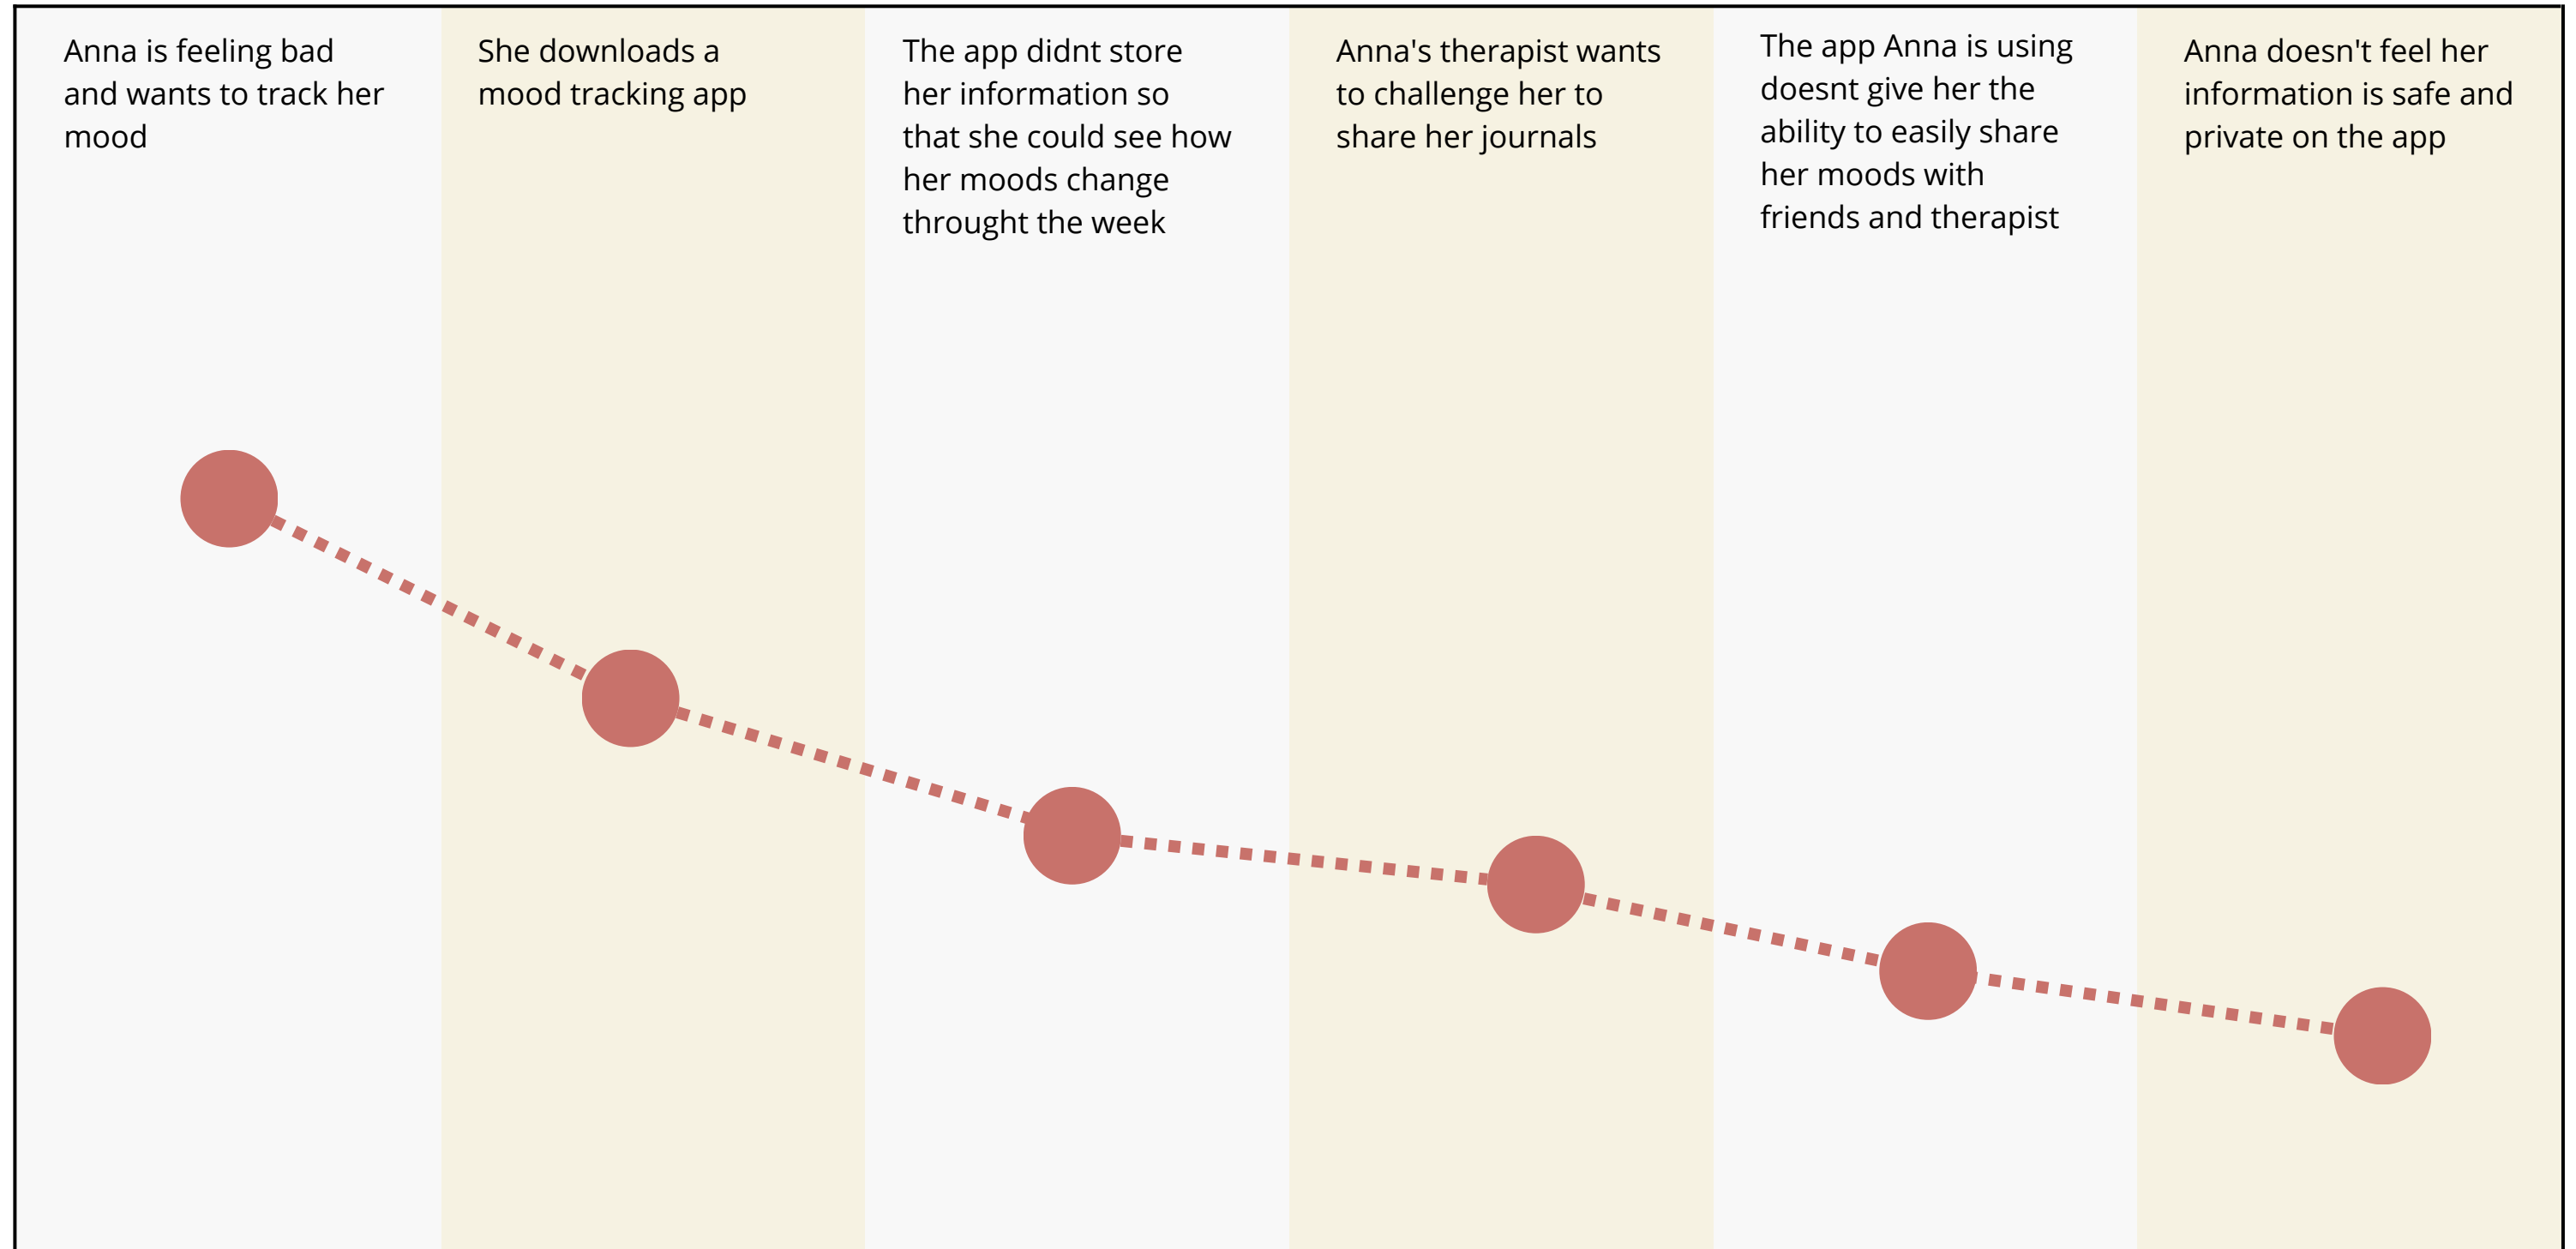 Anna is feeling bad
and wants to track her
mood
She downloads a
mood tracking app
The app didnt store
her information so
that she could see how
her moods change
throught the week
Anna's therapist wants
to challenge her to
share her journals
The app Anna is using
doesnt give her the
ability to easily share
her moods with
friends and therapist
Anna doesn't feel her
information is safe and
private on the app